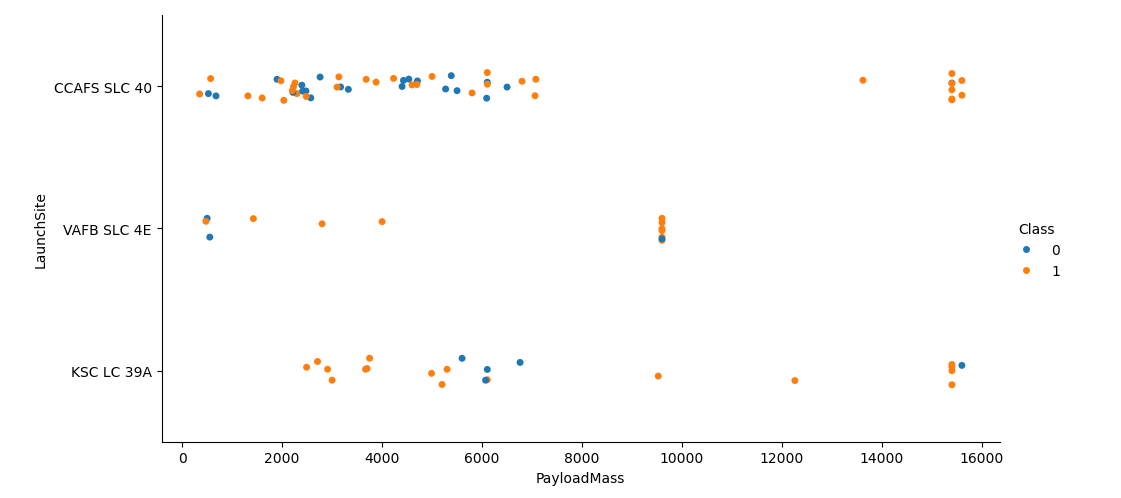 CCAFS SLC 40
VAFB SLC 4E
KSC LC 39A
LaunchSite
0 2000 4000 6000 8000 10000 12000 14000 16000
PayloadMass
Class
0
1